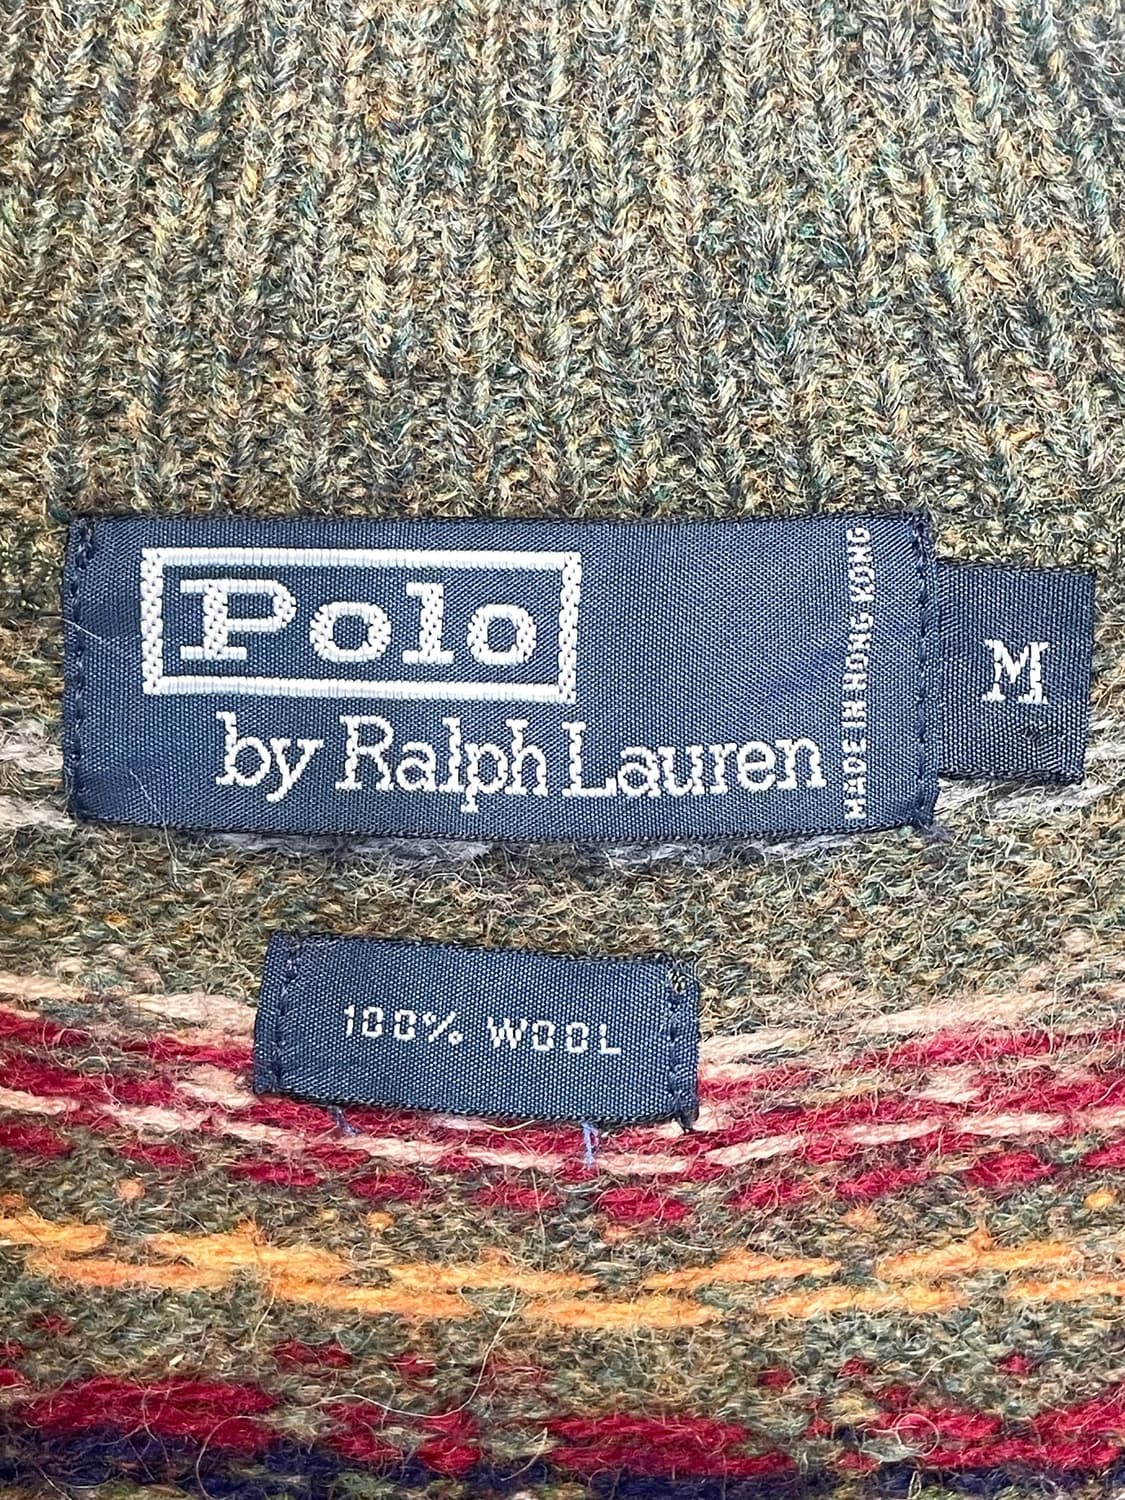 Polo
by Ralph Lauren
MADE IN HONG KONG
M
100% WOOL